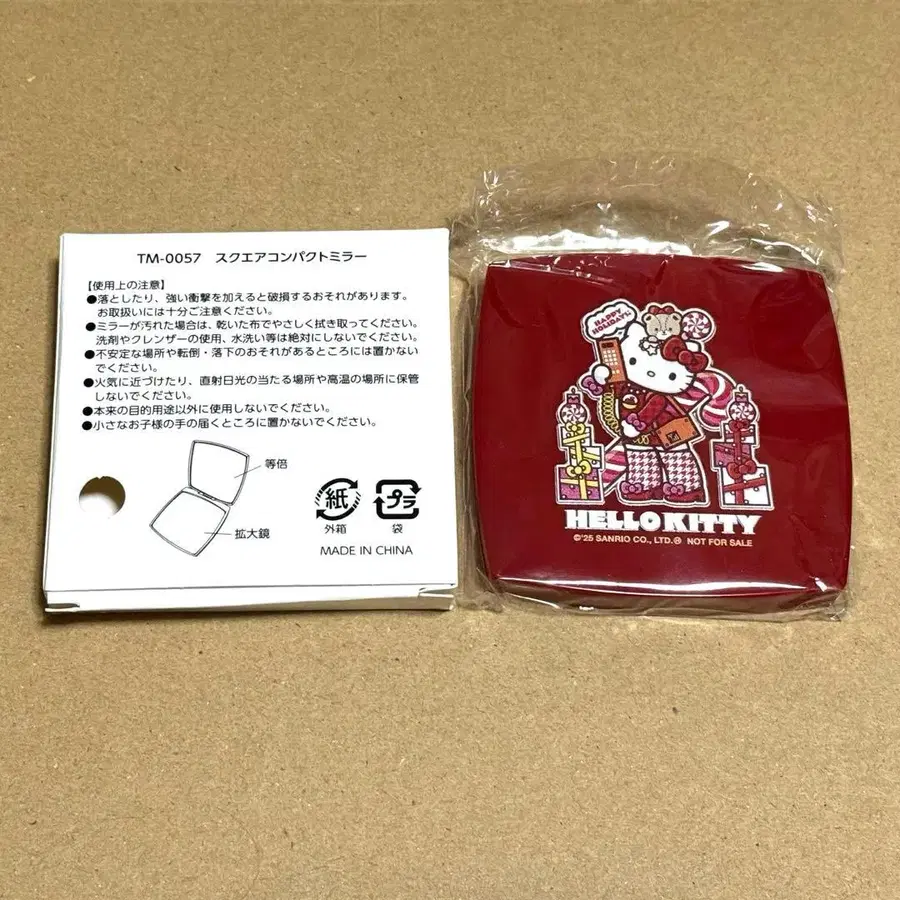 TM-0057 スクエアコンパクトミラー
【使用上の注意】
●落としたり、強い衝撃を加えると破損するおそれがあります。
お取扱いには十分ご注意ください。
●ミラーが汚れた場合は、乾いた布でやさしく拭き取ってください。
洗剤やクレンザーの使用、水洗い等は絶対にしないでください。
●不安定な場所や転倒・落下のおそれがあるところには置かない
でください。
●火気に近づけたり、直射日光の当たる場所や高温の場所に保管
しないでください。
●本来の目的用途以外に使用しないでください。
●小さなお子様の手の届くところに置かないでください。
等倍
拡大鏡
紙
外箱
プラ
袋
MADE IN CHINA
HAPPY
HOLIDAYS
HELLO KITTY
©'25 SANRIO CO., LTD. Ⓗ NOT FOR SALE